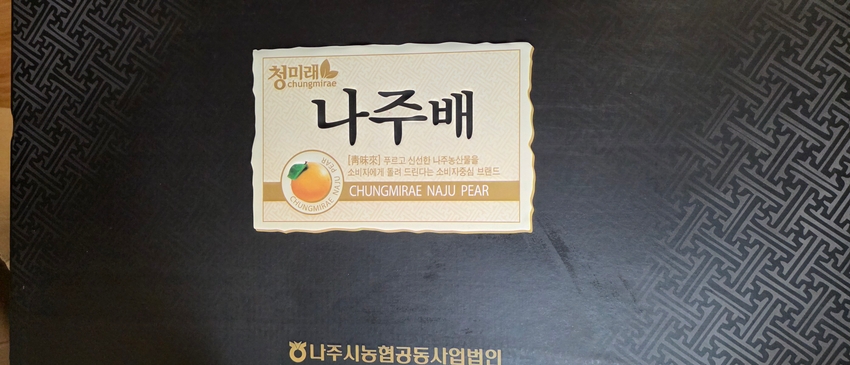 청미래
chungmirae
나주배
[靑味來] 푸르고 신선한 나주농산물을
소비자에게 돌려 드린다는 소비자중심 브랜드
CHUNGMIRAE NAJU PEAR
CHUNGMIRAE NAJU PEAR
나주시농협공동사업법인